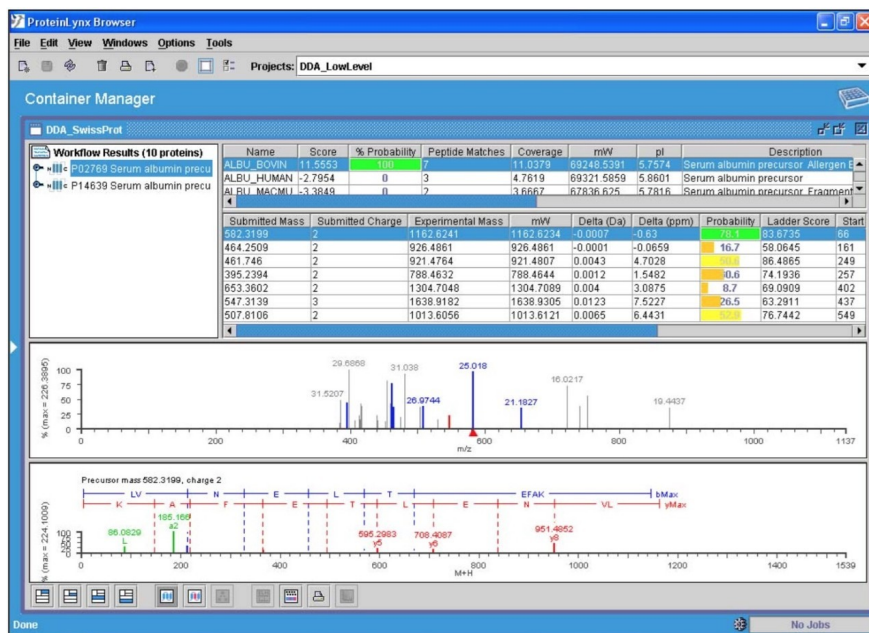 ProteinLynx Browser
File Edit View Windows Options Tools
Projects: DDA_LowLevel
Container Manager
DDA_SwissProt
Workflow Results (10 proteins)
P02769 Serum albumin precu
P14639 Serum albumin precu
Name Score % Probability Peptide Matches Coverage mW pI Description
ALBU_BOVIN 11.5553 100 7 11.0379 69248.5391 5.7574 Serum albumin precursor Allergen B
ALBU_HUMAN -2.7954 0 3 4.7619 69321.5859 5.8601 Serum albumin precursor
ALBU_MACMU -3.3849 0 2 3.6667 67836.625 5.7816 Serum albumin precursor Fragment
Submitted Mass Submitted Charge Experimental Mass mW Delta (Da) Delta (ppm) Probability Ladder Score Start
582.3199 2 1162.6241 1162.6234 -0.0007 -0.63 78.1 83.6735 66
464.2509 2 926.4861 926.4861 -0.0001 -0.0659 16.7 58.0645 161
461.746 2 921.4764 921.4807 0.0043 4.7028 86.4865 249
395.2394 2 788.4632 788.4644 0.0012 1.5482 74.1936 257
653.3602 2 1304.7048 1304.7089 0.004 3.0875 8.7 69.0909 402
547.3139 3 1638.9182 1638.9305 0.0123 7.5227 26.5 63.2911 437
507.8106 2 1013.6056 1013.6121 0.0065 6.4431 76.7442 549
% (max = 226.3895)
100
75
50
25
0
31.5207 29.6868 31.038 26.9744 25.018 21.1827 16.0217 19.4437
0 200 400 600 800 1000 1137
m/z
Precursor mass 582.3199, charge 2
LV N E L T EFAK bMax
K A F E T L E N VL yMax
% (max = 224.1009)
100
75
50
25
0
86.0829 L
a2
595.2983 y5
708.4087 y6
951.4852 y8
0 200 400 600 800 1000 1200 1400 1539
M+H
Done No Jobs